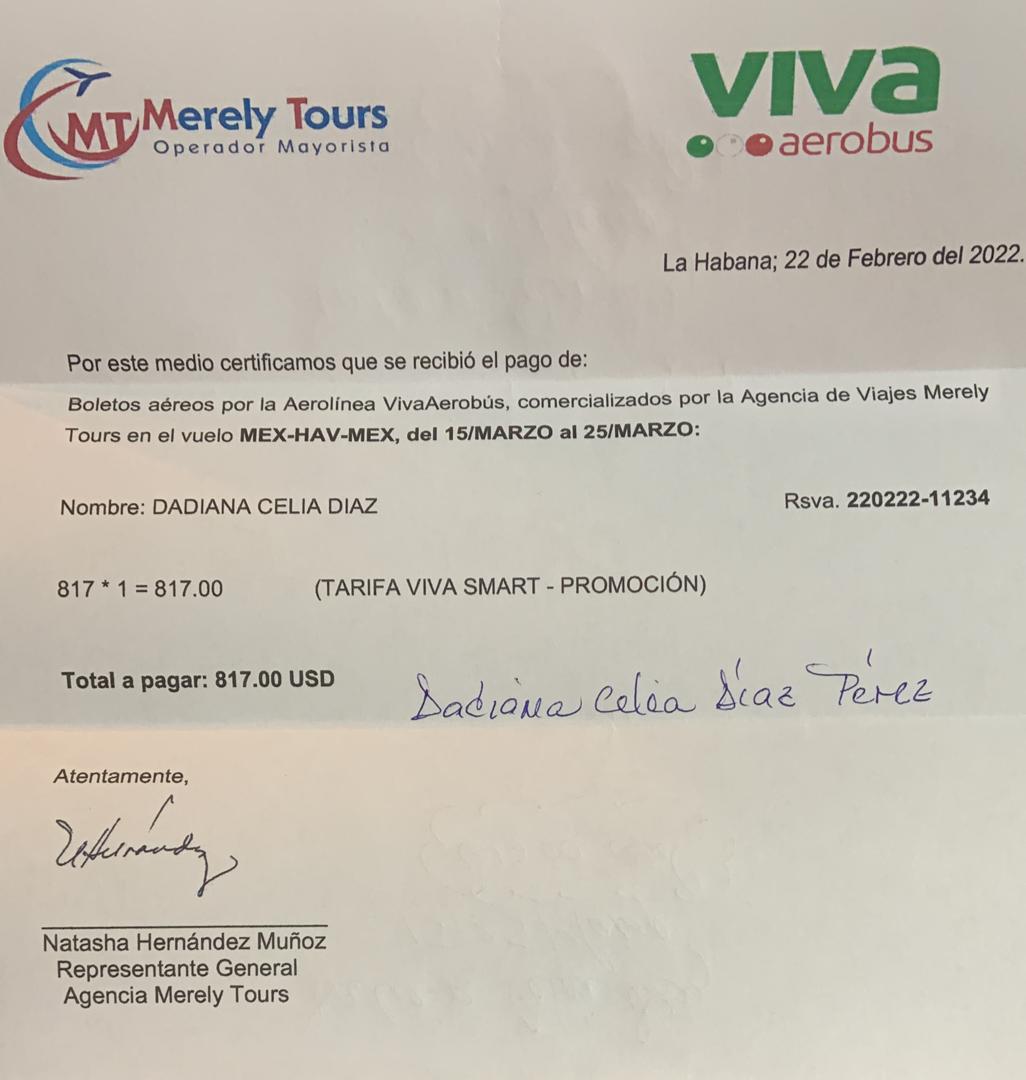 MT Merely Tours
Operador Mayorista
VIVA
aerobus
La Habana; 22 de Febrero del 2022.
Por este medio certificamos que se recibió el pago de:
Boletos aéreos por la Aerolínea VivaAerobús, comercializados por la Agencia de Viajes Merely
Tours en el vuelo MEX-HAV-MEX, del 15/MARZO al 25/MARZO:
Nombre: DADIANA CELIA DIAZ
Rsva. 220222-11234
817 * 1 = 817.00 (TARIFA VIVA SMART - PROMOCIÓN)
Total a pagar: 817.00 USD
Dadiana Celia Díaz Pérez
Atentamente,
Hernández
Natasha Hernández Muñoz
Representante General
Agencia Merely Tours